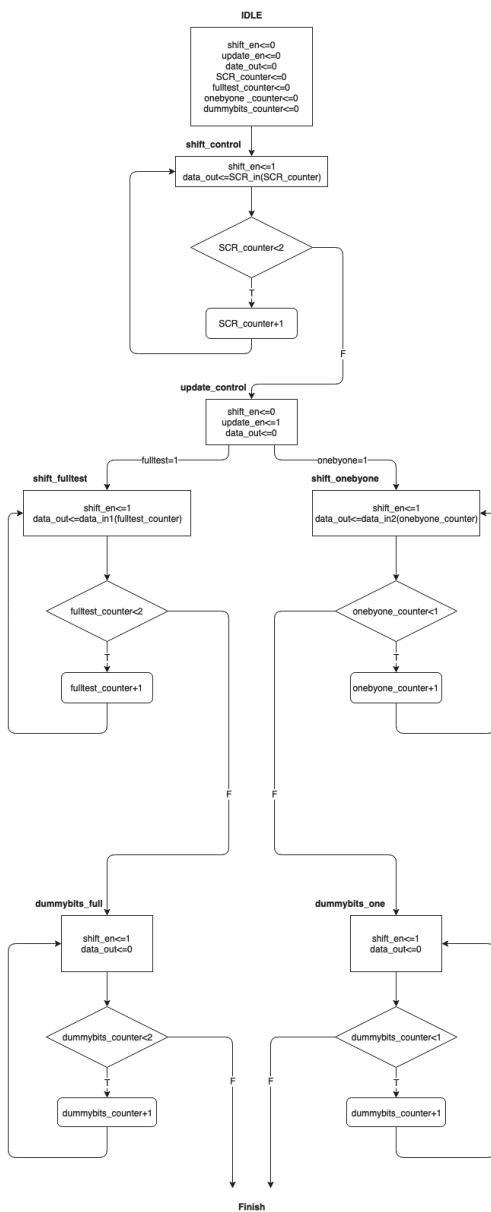 IDLE
shift_en<=0
update_en<=0
date_out<=0
SCR_counter<=0
fulltest_counter<=0
onebyone _counter<=0
dummybits_counter<=0
shift_control
shift_en<=1
data_out<=SCR_in(SCR_counter)
SCR_counter<2
T
SCR_counter+1
F
update_control
shift_en<=0
update_en<=1
data_out<=0
fulltest=1
onebyone=1
shift_fulltest
shift_en<=1
data_out<=data_in1(fulltest_counter)
shift_onebyone
shift_en<=1
data_out<=data_in2(onebyone_counter)
fulltest_counter<2
onebyone_counter<1
T
T
fulltest_counter+1
onebyone_counter+1
F
F
dummybits_full
shift_en<=1
data_out<=0
dummybits_one
shift_en<=1
data_out<=0
dummybits_counter<2
dummybits_counter<1
T
F
F
T
dummybits_counter+1
dummybits_counter+1
Finish